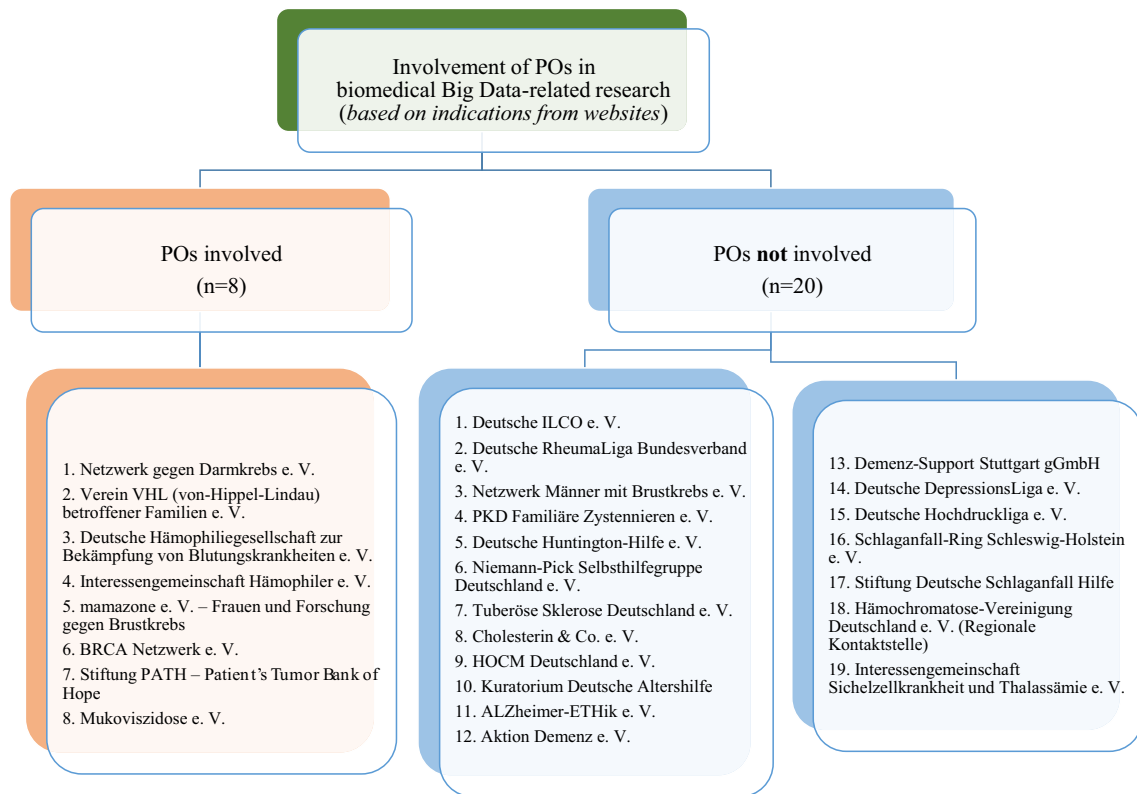 Involvement of POs in
biomedical Big Data-related research
(based on indications from websites)
POs involved
(n=8)
POs not involved
(n=20)
1. Netzwerk gegen Darmkrebs e. V.
2. Verein VHL (von-Hippel-Lindau)
betroffener Familien e. V.
3. Deutsche Hämophiliegesellschaft zur
Bekämpfung von Blutungskrankheiten e. V.
4. Interessengemeinschaft Hämophiler e. V.
5. mamazone e. V. – Frauen und Forschung
gegen Brustkrebs
6. BRCA Netzwerk e. V.
7. Stiftung PATH – Patient's Tumor Bank of
Hope
8. Mukoviszidose e. V.
1. Deutsche ILCO e. V.
2. Deutsche RheumaLiga Bundesverband
e. V.
3. Netzwerk Männer mit Brustkrebs e. V.
4. PKD Familiäre Zystennieren e. V.
5. Deutsche Huntington-Hilfe e. V.
6. Niemann-Pick Selbsthilfegruppe
Deutschland e. V.
7. Tuberöse Sklerose Deutschland e. V.
8. Cholesterin & Co. e. V.
9. HOCM Deutschland e. V.
10. Kuratorium Deutsche Altershilfe
11. ALZheimer-ETHik e. V.
12. Aktion Demenz e. V.
13. Demenz-Support Stuttgart gGmbH
14. Deutsche DepressionsLiga e. V.
15. Deutsche Hochdruckliga e. V.
16. Schlaganfall-Ring Schleswig-Holstein
e. V.
17. Stiftung Deutsche Schlaganfall Hilfe
18. Hämochromatose-Vereinigung
Deutschland e. V. (Regionale
Kontaktstelle)
19. Interessengemeinschaft
Sichelzellkrankheit und Thalassämie e. V.